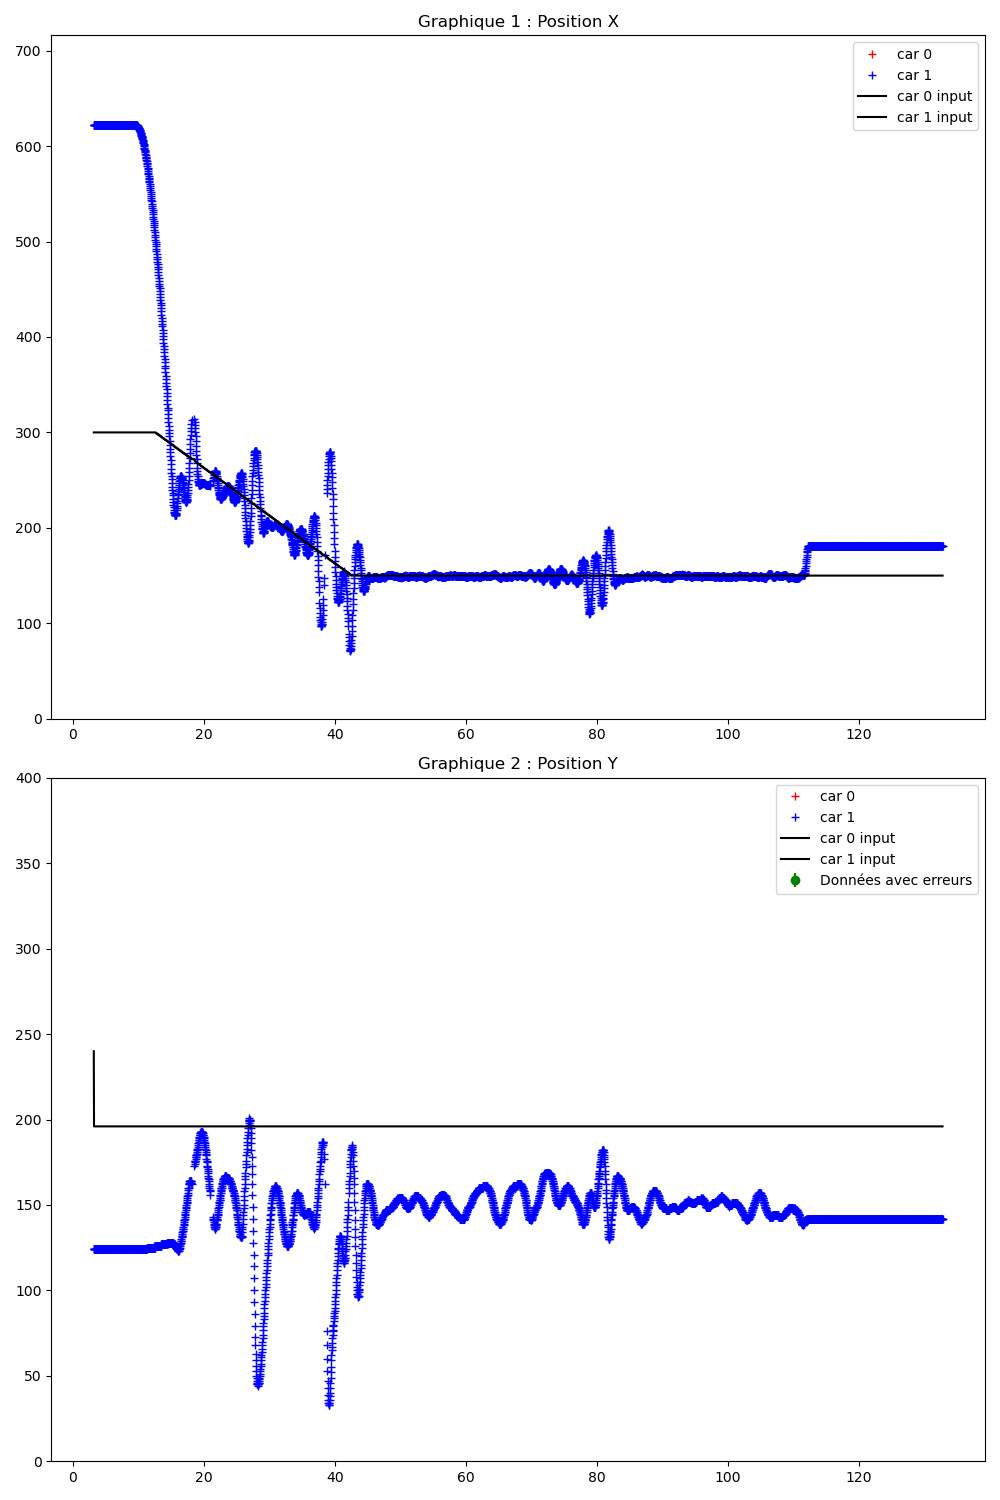 Graphique 1 : Position X
700
600
500
400
300
200
100
0
car 0
car 1
car 0 input
car 1 input
0 20 40 60 80 100 120
Graphique 2 : Position Y
400
350
300
250
200
150
100
50
0
car 0
car 1
car 0 input
car 1 input
Données avec erreurs
0 20 40 60 80 100 120